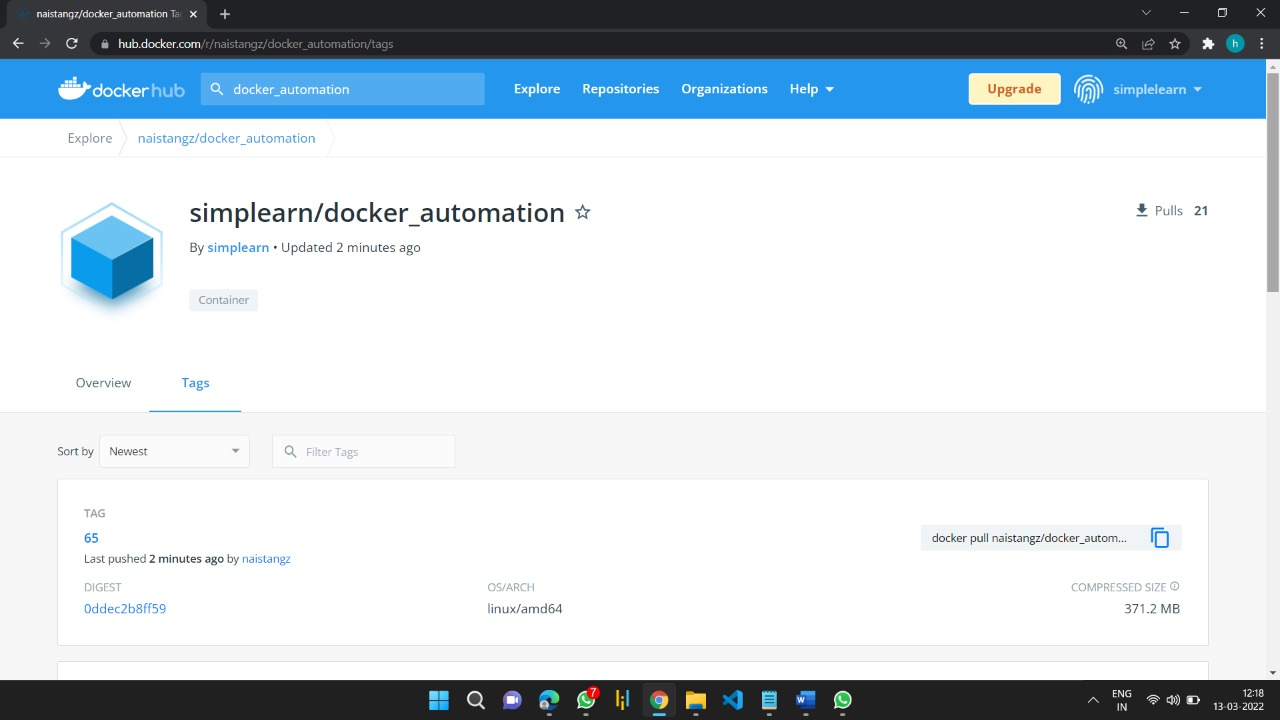 naistangz/docker_automation Ta
hub.docker.com/r/naistangz/docker_automation/tags
h
docker hub
docker_automation
Explore
Repositories
Organizations
Help
Upgrade
simplelearn
Explore
naistangz/docker_automation
simplearn/docker_automation
Pulls 21
By simplearn • Updated 2 minutes ago
Container
Overview
Tags
Sort by
Newest
Filter Tags
TAG
65
docker pull naistangz/docker_autom...
Last pushed 2 minutes ago by naistangz
DIGEST
OS/ARCH
COMPRESSED SIZE
0ddec2b8ff59
linux/amd64
371.2 MB
7
ENG
IN
12:18
13-03-2022